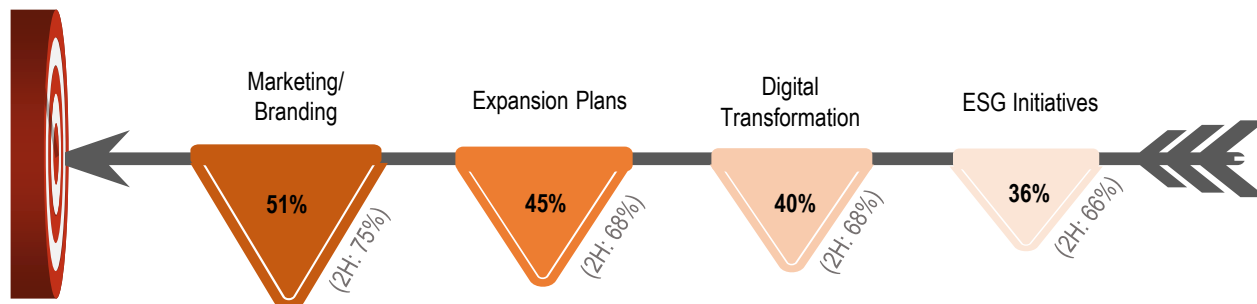 Marketing/
Branding
Expansion Plans
Digital
Transformation
ESG Initiatives
51%
(2H: 75%)
45%
(2H: 68%)
40%
(2H: 68%)
36%
(2H: 66%)